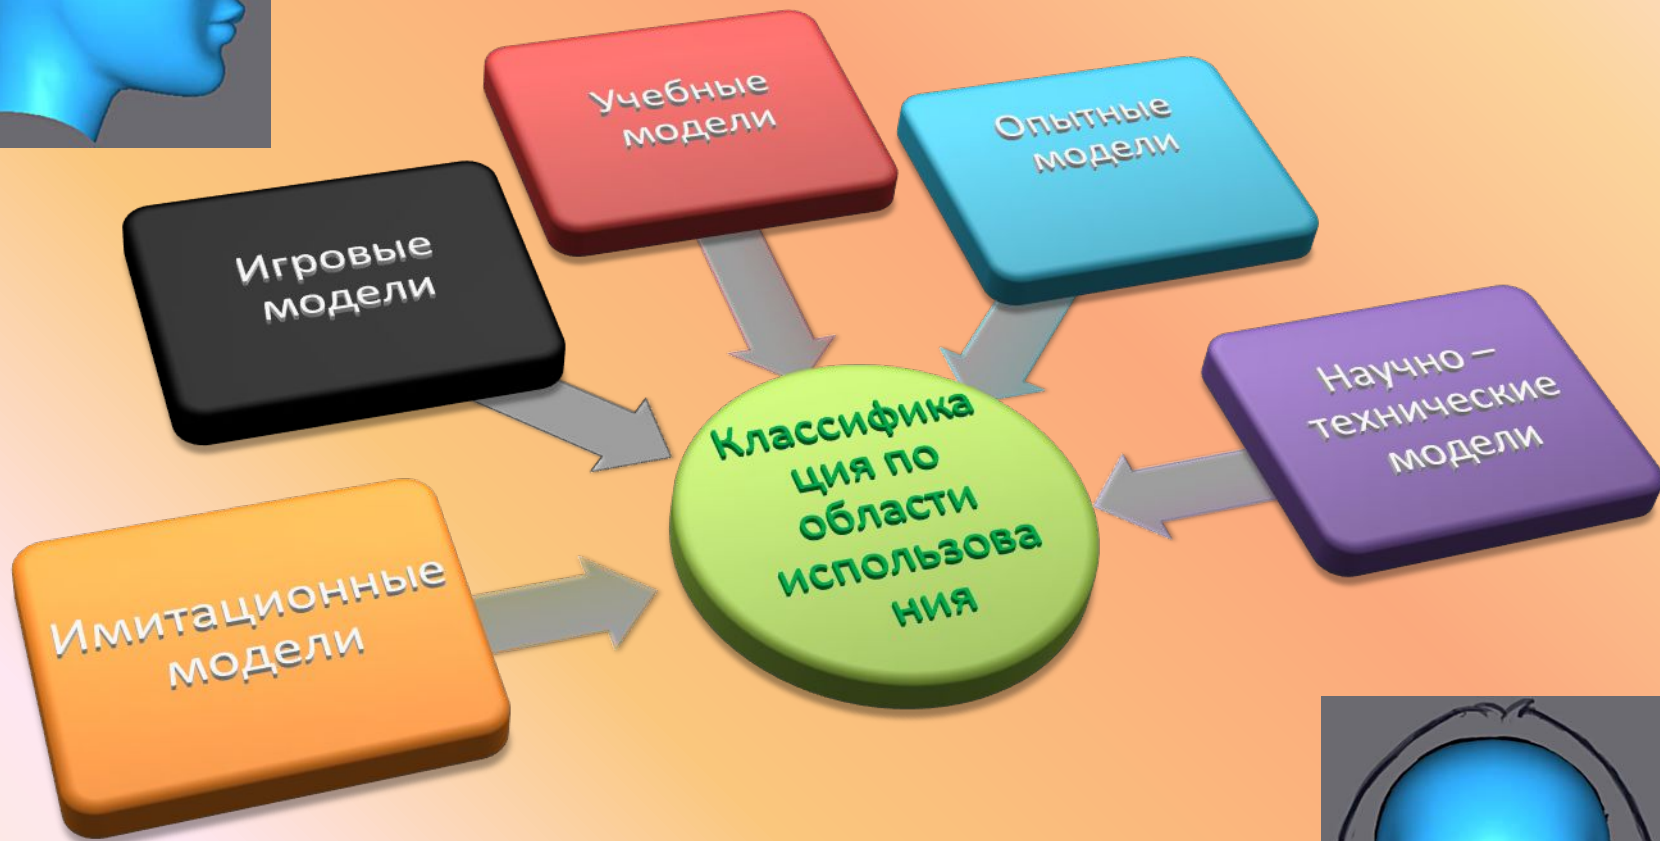 Учебные
модели
Опытные
модели
Игровые
модели
Научно –
технические
модели
Классифика
ция по
области
использова
ния
Имитационные
модели